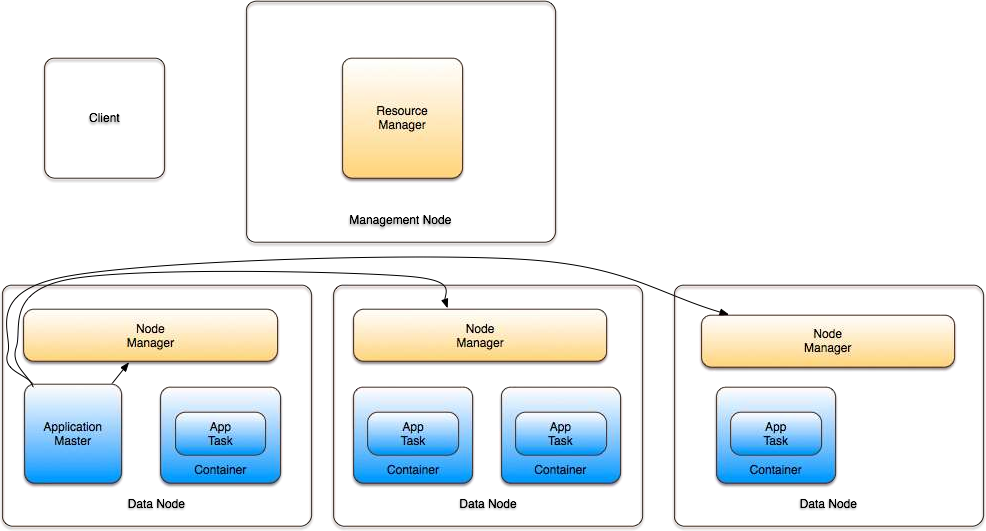 Client
Resource
Manager
Management Node
Node
Manager
Application
Master
App
Task
Container
Data Node
Node
Manager
App
Task
Container
App
Task
Container
Data Node
Node
Manager
App
Task
Container
Data Node